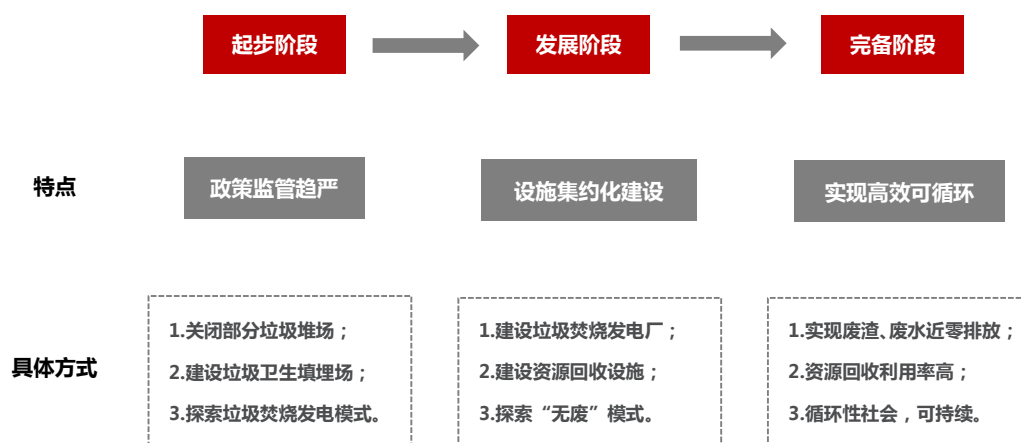 起步阶段
发展阶段
完备阶段
特点
政策监管趋严
设施集约化建设
实现高效可循环
具体方式
1.关闭部分垃圾堆场；
2.建设垃圾卫生填埋场；
3.探索垃圾焚烧发电模式。
1.建设垃圾焚烧发电厂；
2.建设资源回收设施；
3.探索“无废”模式。
1.实现废渣、废水近零排放；
2.资源回收利用率高；
3.循环性社会，可持续。